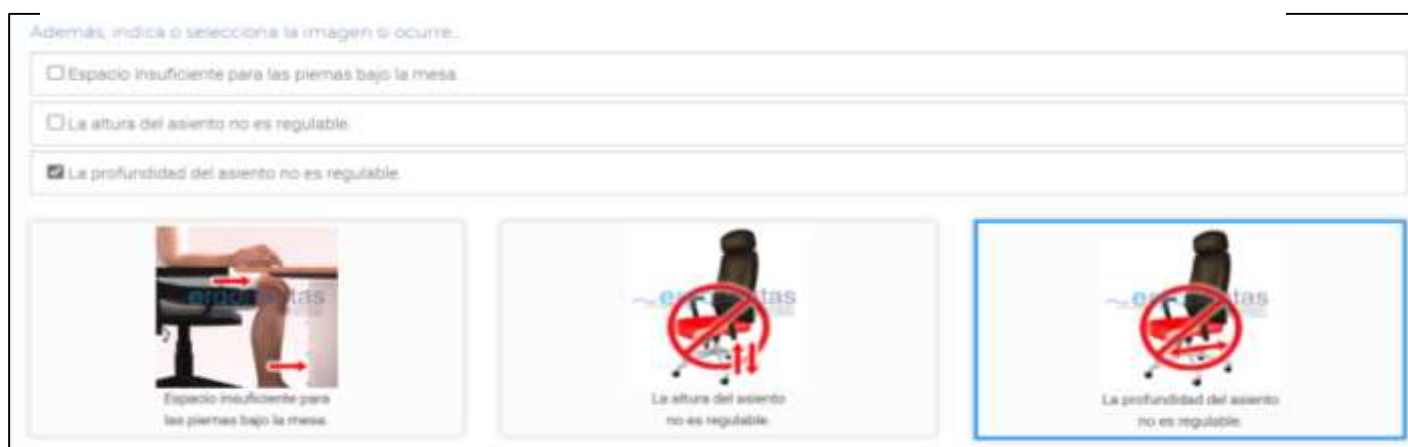 Además, indica o selecciona la imagen si ocurre...
Espacio insuficiente para las piernas bajo la mesa.
La altura del asiento no es regulable.
La profundidad del asiento no es regulable.
Espacio insuficiente para
las piernas bajo la mesa.
La altura del asiento
no es regulable.
La profundidad del asiento
no es regulable.